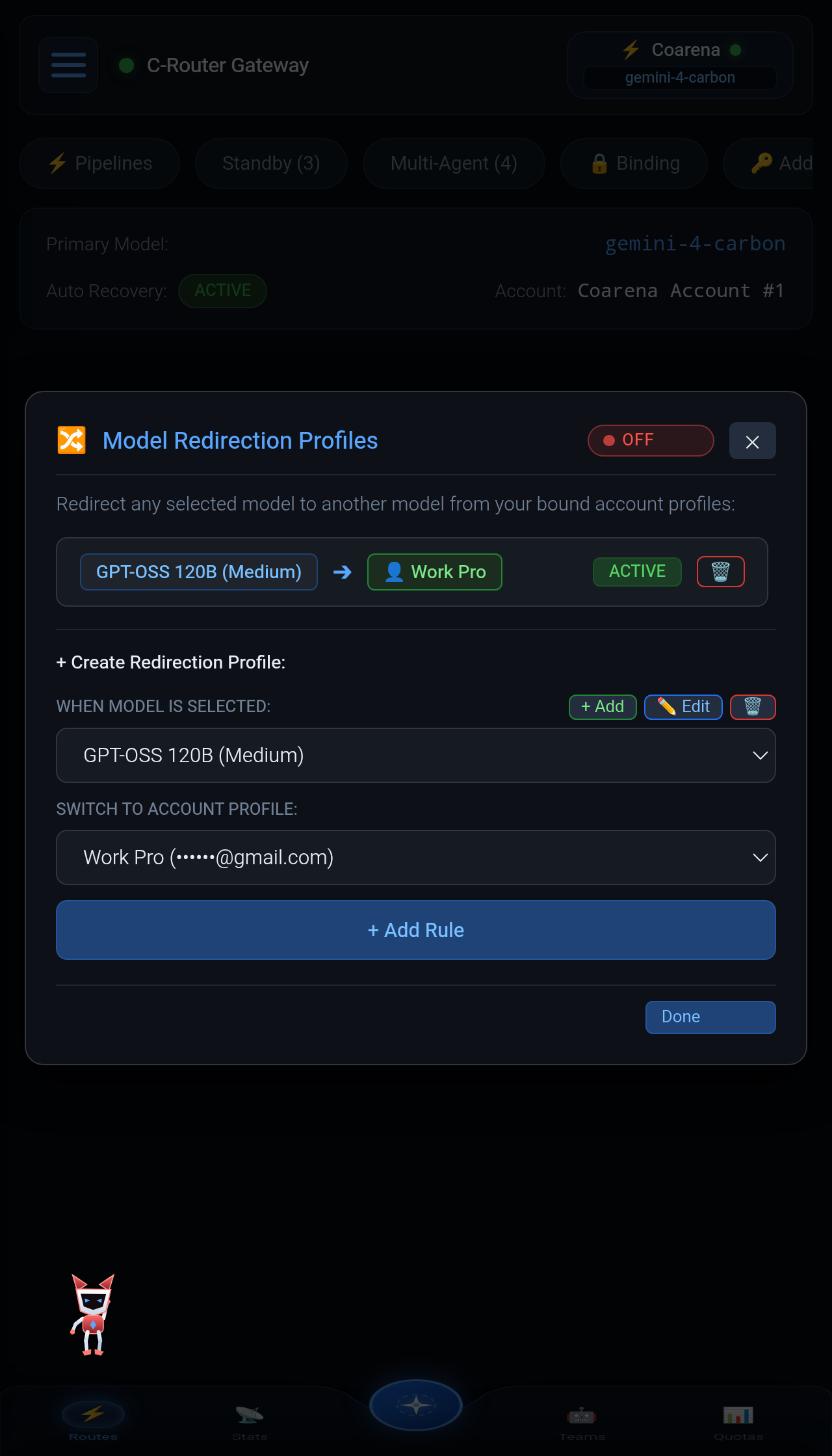 C-Router Gateway
⚡ Coarena
gemini-4-carbon
⚡ Pipelines
Standby (3)
Multi-Agent (4)
🔒 Binding
🔑 Add
Primary Model:
gemini-4-carbon
Auto Recovery: ACTIVE
Account: Coarena Account #1
🔀 Model Redirection Profiles
OFF
×
Redirect any selected model to another model from your bound account profiles:
GPT-OSS 120B (Medium) ➔ 👤 Work Pro
ACTIVE
🗑️
+ Create Redirection Profile:
WHEN MODEL IS SELECTED:
+ Add
✏️ Edit
🗑️
GPT-OSS 120B (Medium)
SWITCH TO ACCOUNT PROFILE:
Work Pro (••••••@gmail.com)
+ Add Rule
Done
Routes
Stats
Teams
Quotas